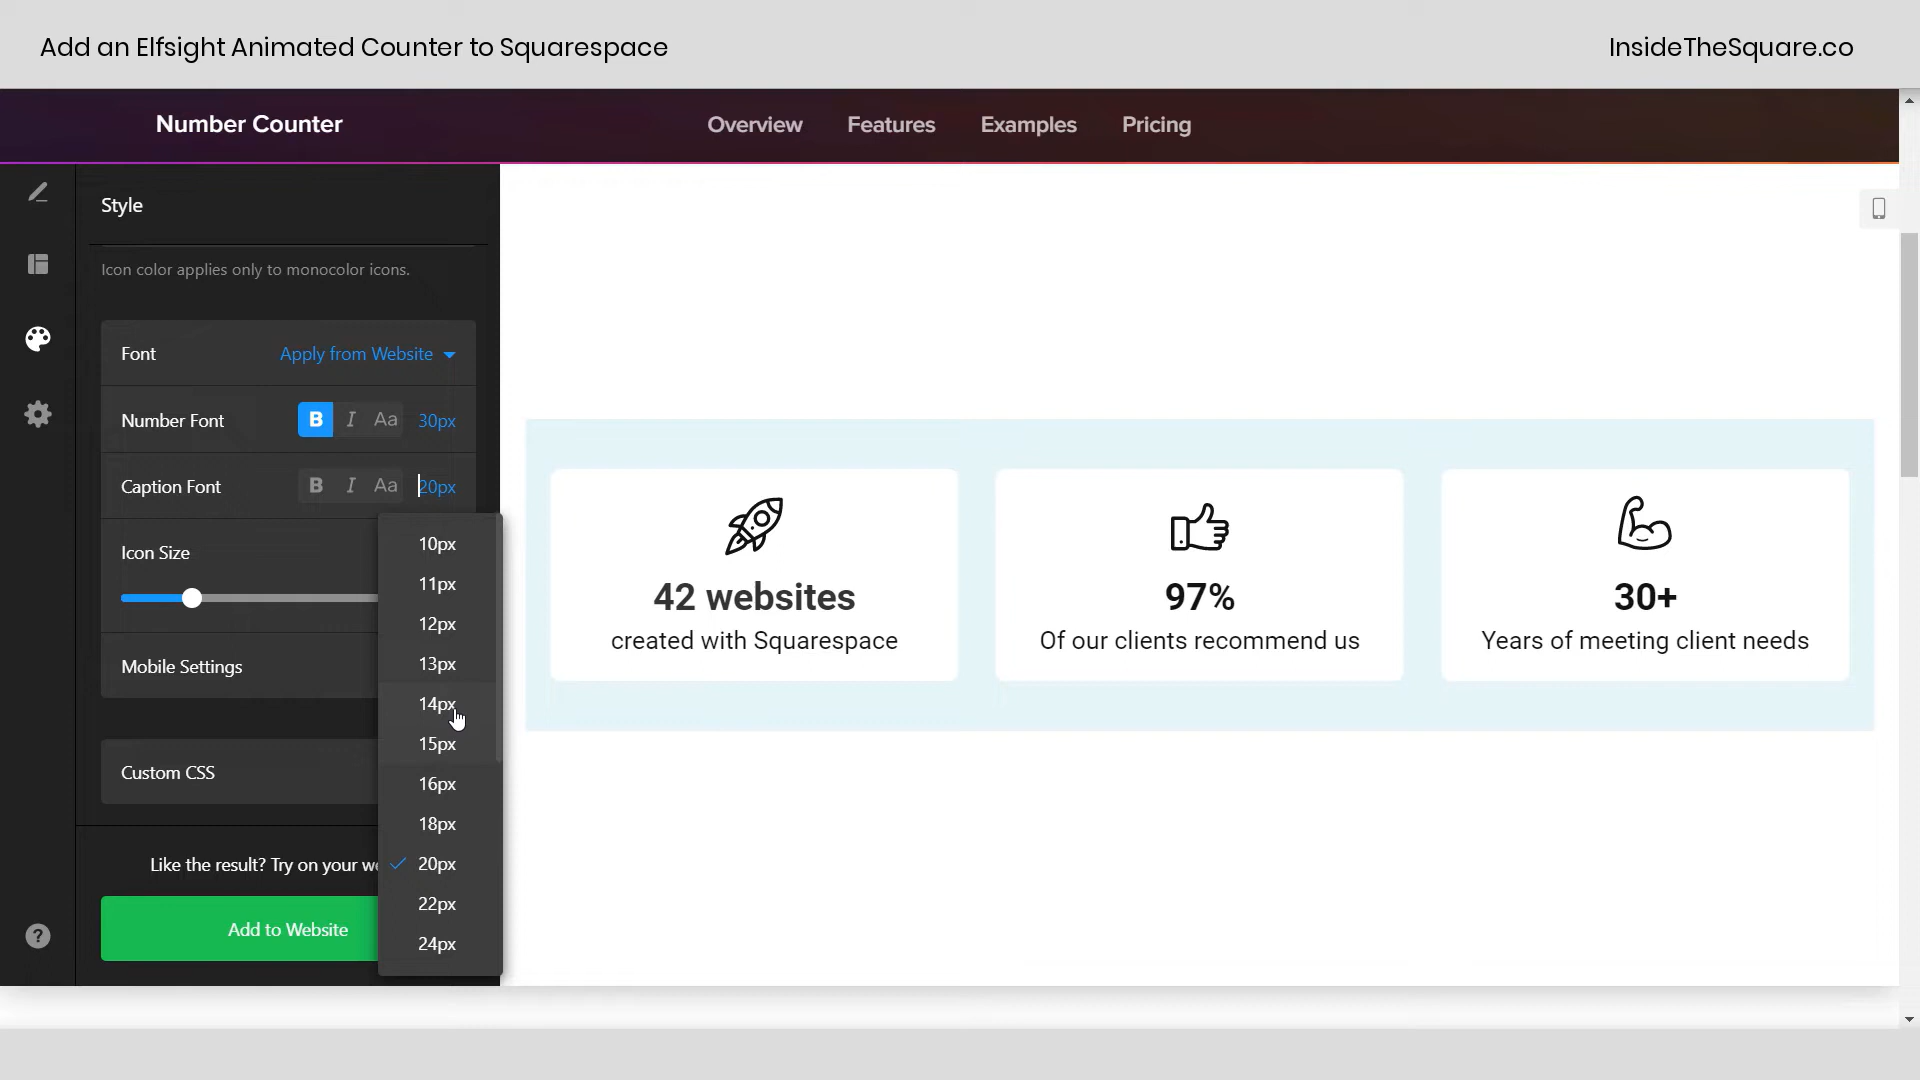 Add an Elfsight Animated Counter to Squarespace
InsideTheSquare.co
Number Counter
Overview
Features
Examples
Pricing
Style
Icon color applies only to monocolor icons.
Font
Apply from Website
Number Font
B I Aa 30px
Caption Font
B I Aa 20px
Icon Size
Mobile Settings
Custom CSS
10px
11px
12px
13px
14px
15px
16px
18px
20px
22px
24px
Like the result? Try on your
Add to Website
?
42 websites
created with Squarespace
97%
Of our clients recommend us
30+
Years of meeting client needs